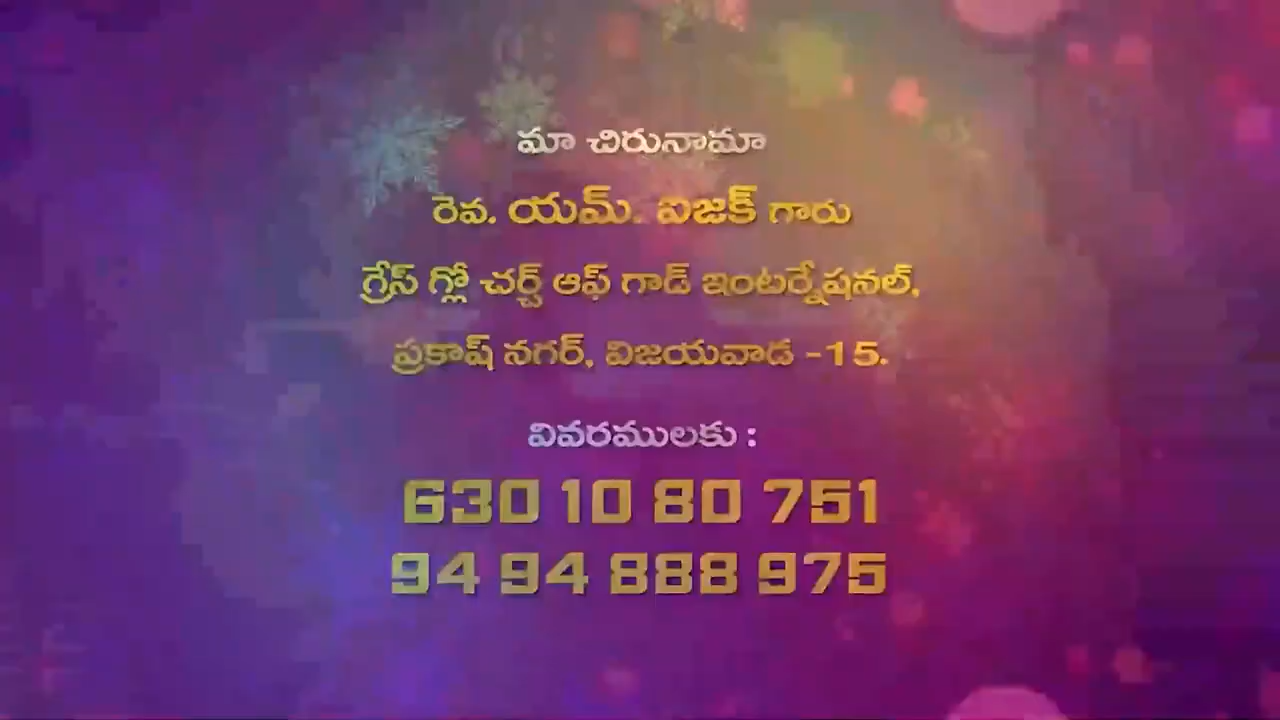 మా చిరునామా
రెవ. యమ్. ఐజక్ గారు
గ్రేస్ గ్లో చర్చ్ ఆఫ్ గాడ్ ఇంటర్నేషనల్,
ప్రకాష్ నగర్, విజయవాడ -15.
వివరములకు :
630 10 80 751
94 94 888 975